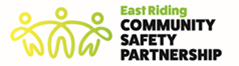 East Riding
COMMUNITY
SAFETY
PARTNERSHIP